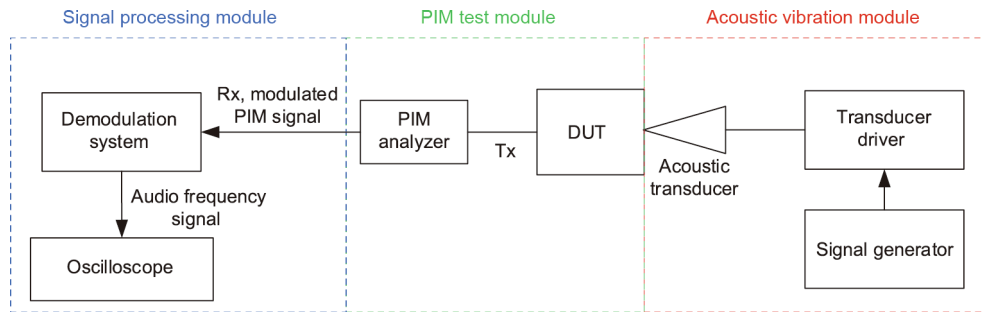 Signal processing module
PIM test module
Acoustic vibration module
Rx, modulated
PIM signal
Demodulation
system
PIM
analyzer
Tx
DUT
Acoustic
transducer
Transducer
driver
Audio frequency
signal
Oscilloscope
Signal generator